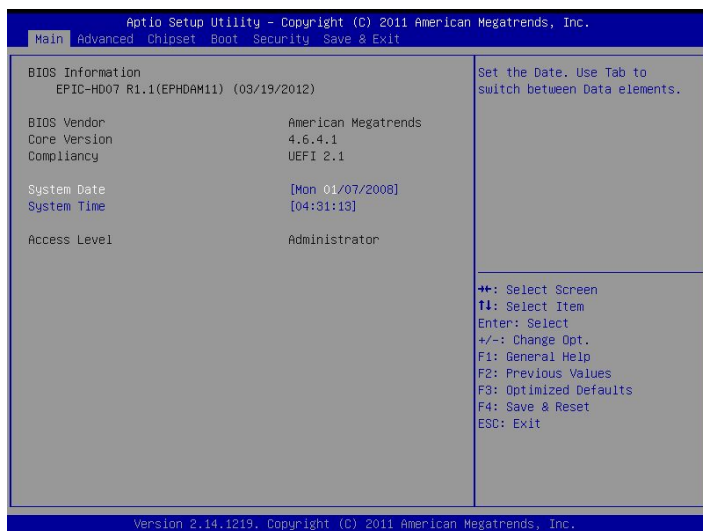 Aptio Setup Utility – Copyright (C) 2011 American Megatrends, Inc.
Main Advanced Chipset Boot Security Save & Exit
BIOS Information
EPIC-HD07 R1.1(EPHDAM11) (03/19/2012)
BIOS Vendor American Megatrends
Core Version 4.6.4.1
Compliancy UEFI 2.1
System Date [Mon 01/07/2008]
System Time [04:31:13]
Access Level Administrator
Set the Date. Use Tab to
switch between Data elements.
→←: Select Screen
↑↓: Select Item
Enter: Select
+/-: Change Opt.
F1: General Help
F2: Previous Values
F3: Optimized Defaults
F4: Save & Reset
ESC: Exit
Version 2.14.1219. Copyright (C) 2011 American Megatrends, Inc.